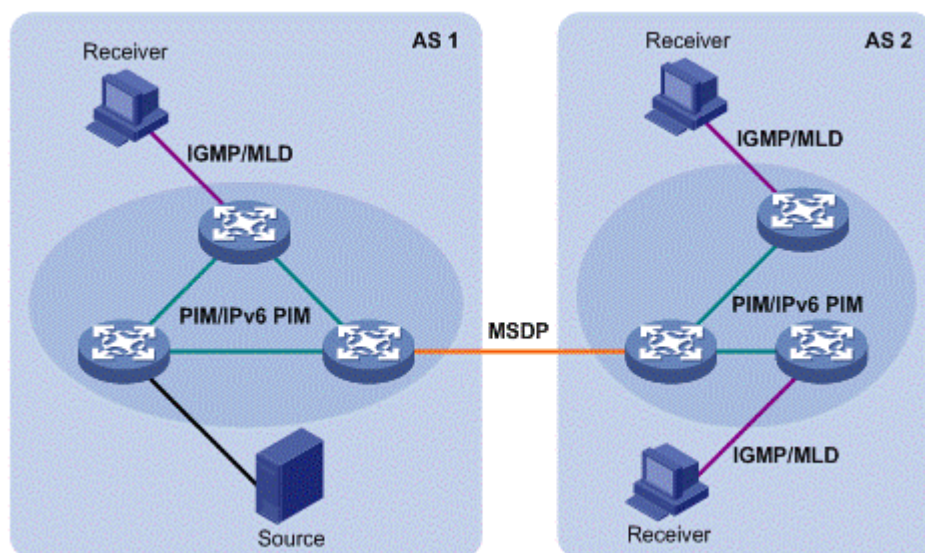 AS 1
Receiver
IGMP/MLD
PIM/IPv6 PIM
Source
MSDP
AS 2
Receiver
IGMP/MLD
PIM/IPv6 PIM
IGMP/MLD
Receiver